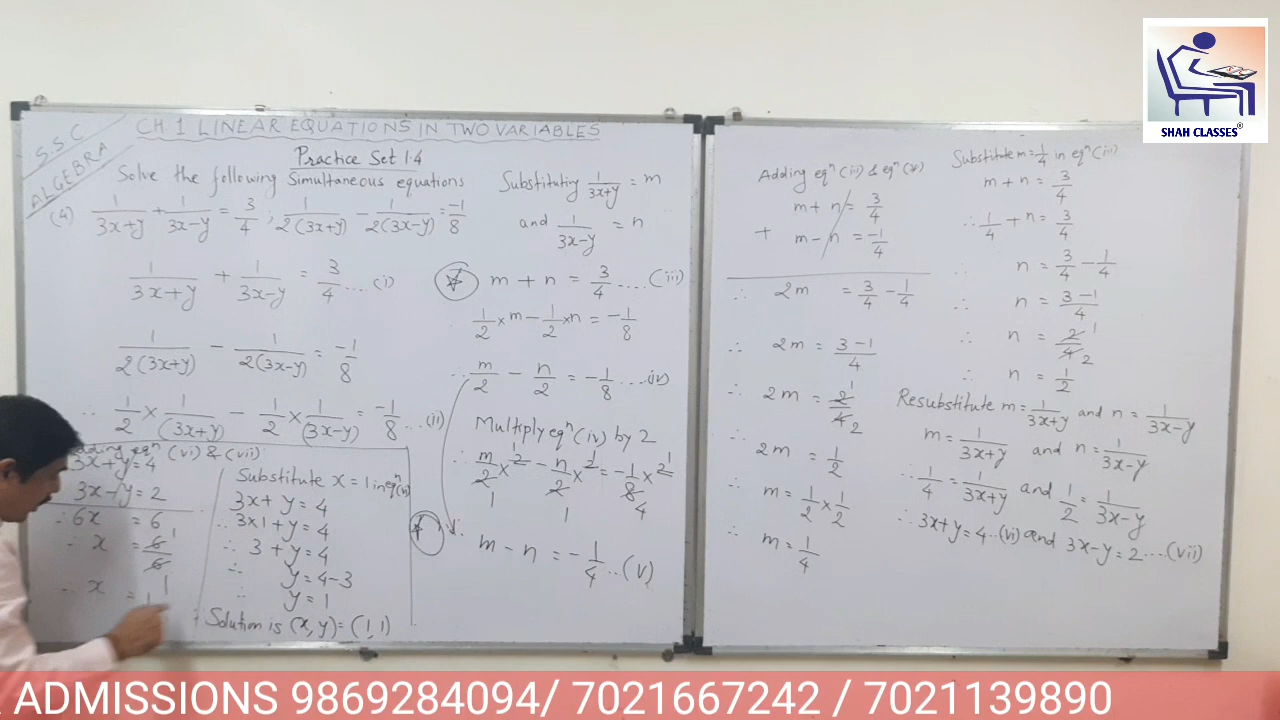 S.S.C
ALGEBRA
CH 1 LINEAR EQUATIONS IN TWO VARIABLES
Practice Set 1.4
Solve the following Simultaneous equations
(4) 1/(3x+y) + 1/(3x-y) = 3/4 ; 1/2(3x+y) - 1/2(3x-y) = -1/8
1/(3x+y) + 1/(3x-y) = 3/4 .... (i)
1/2(3x+y) - 1/2(3x-y) = -1/8
∴ 1/2 × 1/(3x+y) - 1/2 × 1/(3x-y) = -1/8 ... (ii)
Adding eqⁿ (vi) & (vii)
3x+y=4
3x-y=2
∴ 6x = 6
∴ x = 6/6 1
∴ x = 1
Substitute x = 1 in eqⁿ (vi)
3x + y = 4
∴ 3×1 + y = 4
∴ 3 + y = 4
∴ y = 4-3
∴ y = 1
Solution is (x, y) = (1, 1)
Substituting 1/(3x+y) = m
and 1/(3x-y) = n
m + n = 3/4 .... (iii)
1/2 × m - 1/2 × n = -1/8
∴ m/2 - n/2 = -1/8 .... (iv)
Multiply eqⁿ (iv) by 2
∴ m/2 × 2 - n/2 × 2 = -1/8 × 2
∴ m - n = -1/4 .. (v)
Adding eqⁿ (iii) & eqⁿ (v)
m + n = 3/4
+ m - n = -1/4
∴ 2m = 3/4 - 1/4
∴ 2m = (3-1)/4
∴ 2m = 2/4 1 2
∴ 2m = 1/2
∴ m = 1/2 × 1/2
∴ m = 1/4
Substitute m = 1/4 in eqⁿ (iii)
m + n = 3/4
∴ 1/4 + n = 3/4
∴ n = 3/4 - 1/4
∴ n = (3-1)/4
∴ n = 2/4 1 2
∴ n = 1/2
Resubstitute m = 1/(3x+y) and n = 1/(3x-y)
m = 1/(3x+y) and n = 1/(3x-y)
∴ 1/4 = 1/(3x+y) and 1/2 = 1/(3x-y)
∴ 3x+y = 4 .. (vi) and 3x-y = 2 .... (vii)
SHAH CLASSES®
ADMISSIONS 9869284094/ 7021667242 / 7021139890